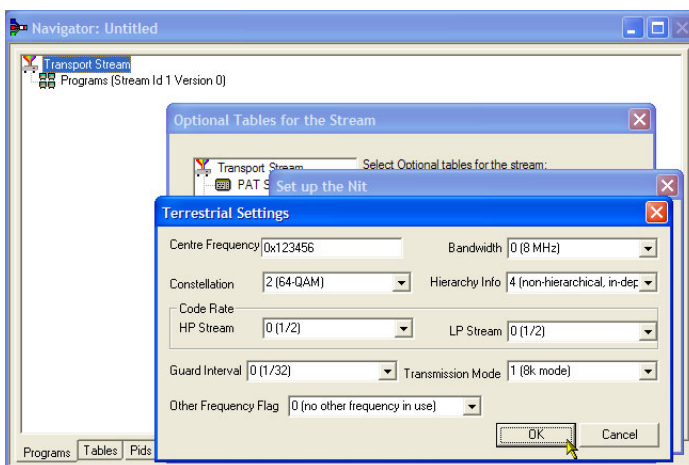 Navigator: Untitled
Transport Stream
Programs (Stream Id 1 Version 0)
Optional Tables for the Stream
Transport Stream
Select Optional tables for the stream:
PAT S
Set up the Nit
Terrestrial Settings
Centre Frequency 0x123456
Bandwidth 0 (8 MHz)
Constellation 2 (64-QAM)
Hierarchy Info 4 (non-hierarchical, in-dep
Code Rate
HP Stream 0 (1/2)
LP Stream 0 (1/2)
Guard Interval 0 (1/32)
Transmission Mode 1 (8k mode)
Other Frequency Flag 0 (no other frequency in use)
OK Cancel
Programs Tables Pids